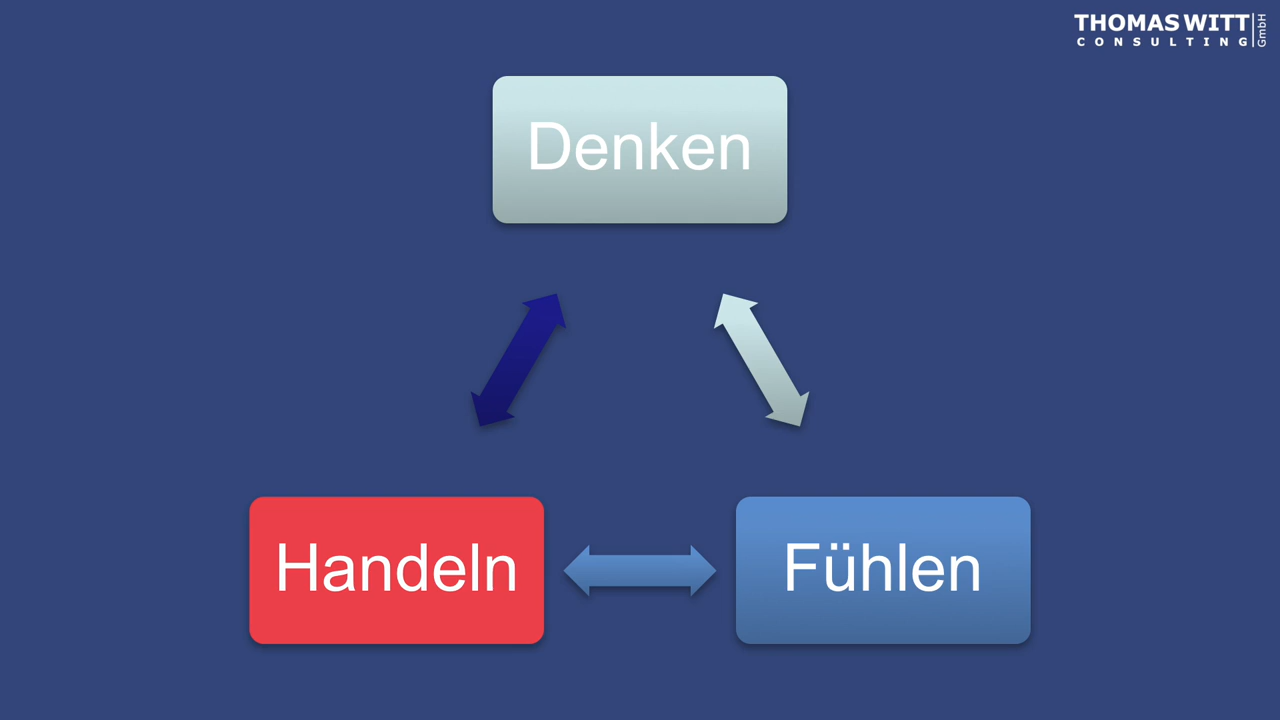 THOMAS WITT
CONSULTING
GmbH
Denken
Handeln
Fühlen